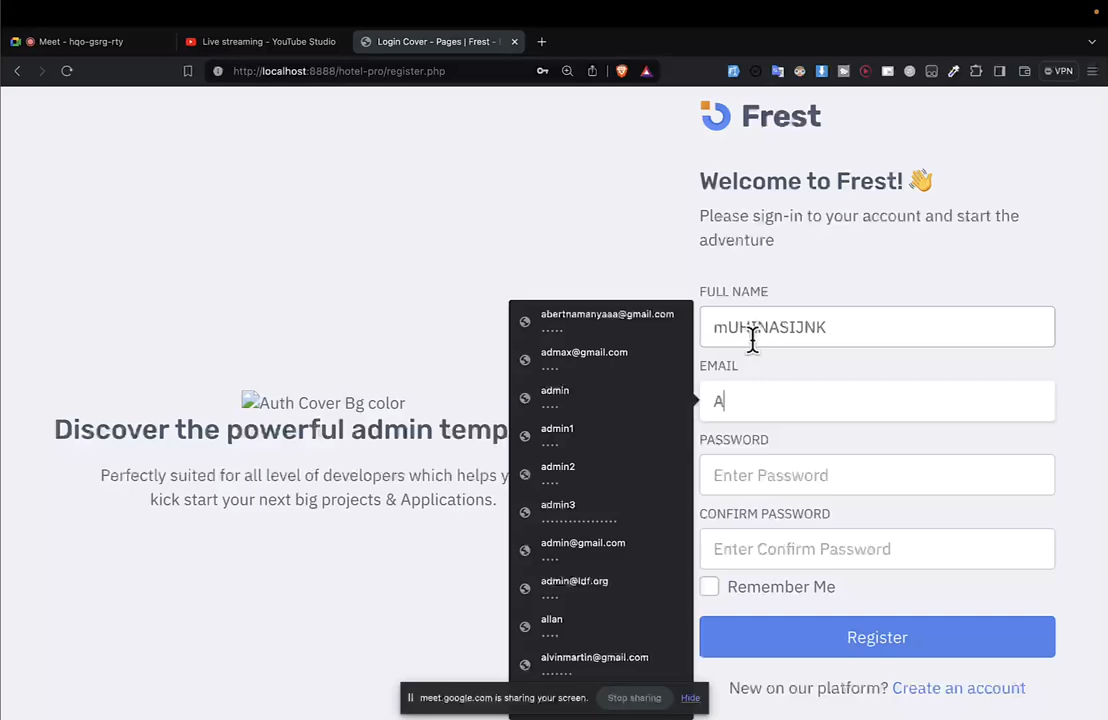 Meet - hqo-gsrg-rty
Live streaming - YouTube Studio
Login Cover - Pages | Frest -
http://localhost:8888/hotel-pro/register.php
VPN
Frest
Welcome to Frest! 👋
Please sign-in to your account and start the
adventure
FULL NAME
mUHINASIJNK
EMAIL
A
PASSWORD
Enter Password
CONFIRM PASSWORD
Enter Confirm Password
Remember Me
Register
New on our platform? Create an account
Auth Cover Bg color
Discover the powerful admin temp
Perfectly suited for all level of developers which helps y
kick start your next big projects & Applications.
abertnamanyaaa@gmail.com
•••••
admax@gmail.com
••••
admin
••••
admin1
••••
admin2
••••
admin3
•••••••••••••••••
admin@gmail.com
••••
admin@ldf.org
••••
allan
••••
alvinmartin@gmail.com
•••••••
meet.google.com is sharing your screen.
Stop sharing
Hide